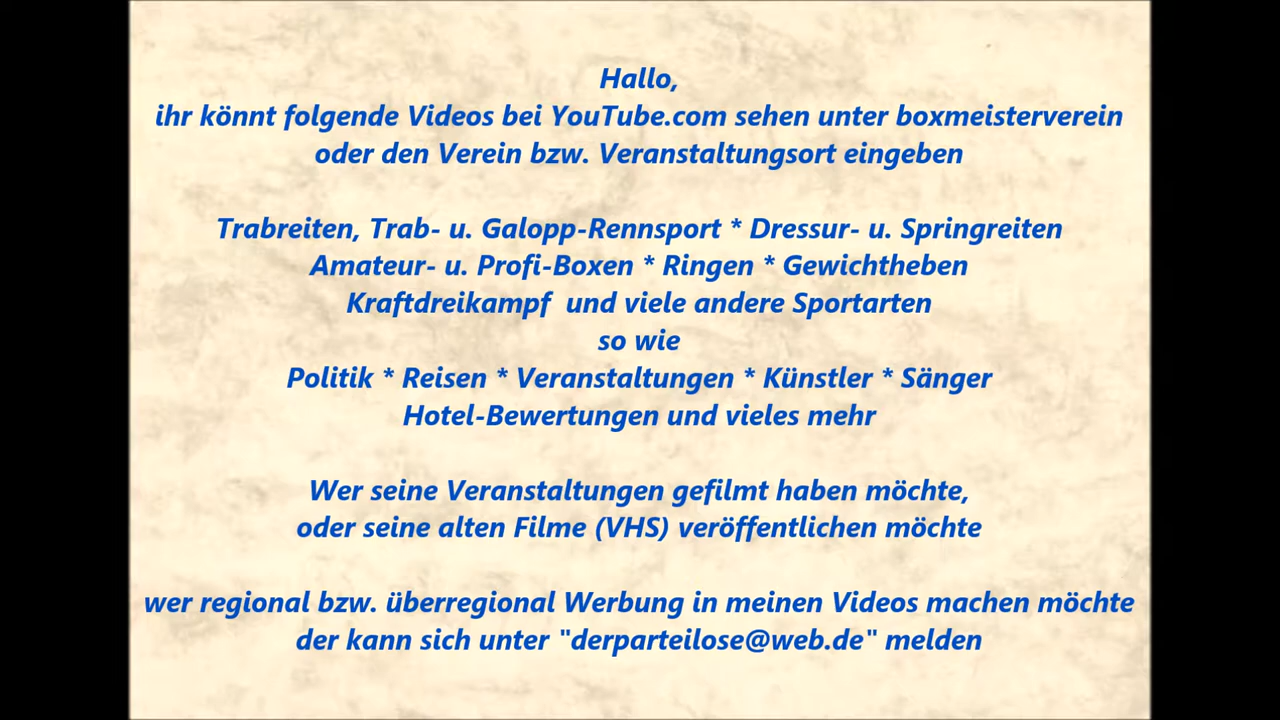 Hallo,
ihr könnt folgende Videos bei YouTube.com sehen unter boxmeisterverein
oder den Verein bzw. Veranstaltungsort eingeben
Trabreiten, Trab- u. Galopp-Rennsport * Dressur- u. Springreiten
Amateur- u. Profi-Boxen * Ringen * Gewichtheben
Kraftdreikampf  und viele andere Sportarten
so wie
Politik * Reisen * Veranstaltungen * Künstler * Sänger
Hotel-Bewertungen und vieles mehr
Wer seine Veranstaltungen gefilmt haben möchte,
oder seine alten Filme (VHS) veröffentlichen möchte
wer regional bzw. überregional Werbung in meinen Videos machen möchte
der kann sich unter "derparteilose@web.de" melden